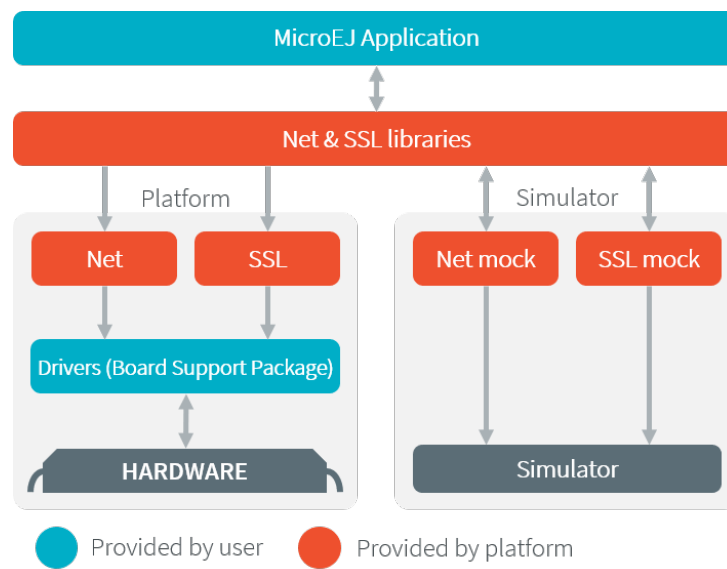 MicroEJ Application
Net & SSL libraries
Platform
Simulator
Net
SSL
Net mock
SSL mock
Drivers (Board Support Package)
HARDWARE
Simulator
Provided by user
Provided by platform